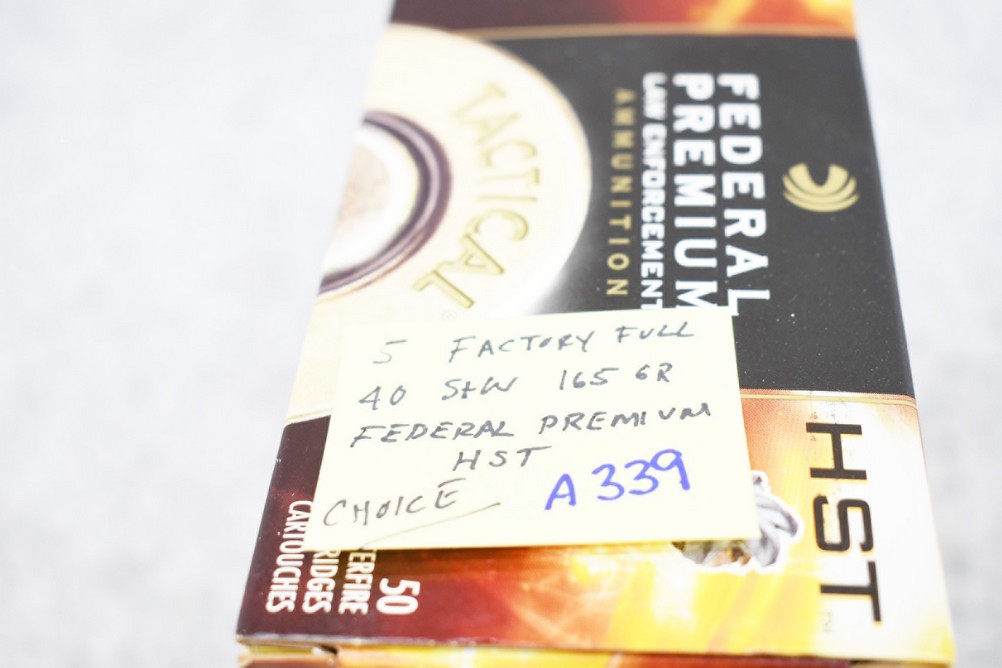 TACTICAL
FEDERAL
PREMIUM
LAW ENFORCEMENT
AMMUNITION
5 FACTORY FULL
40 S+W 165 GR
FEDERAL PREMIUM
HST
CHOICE
A339
HST
50
CARTOUCHES